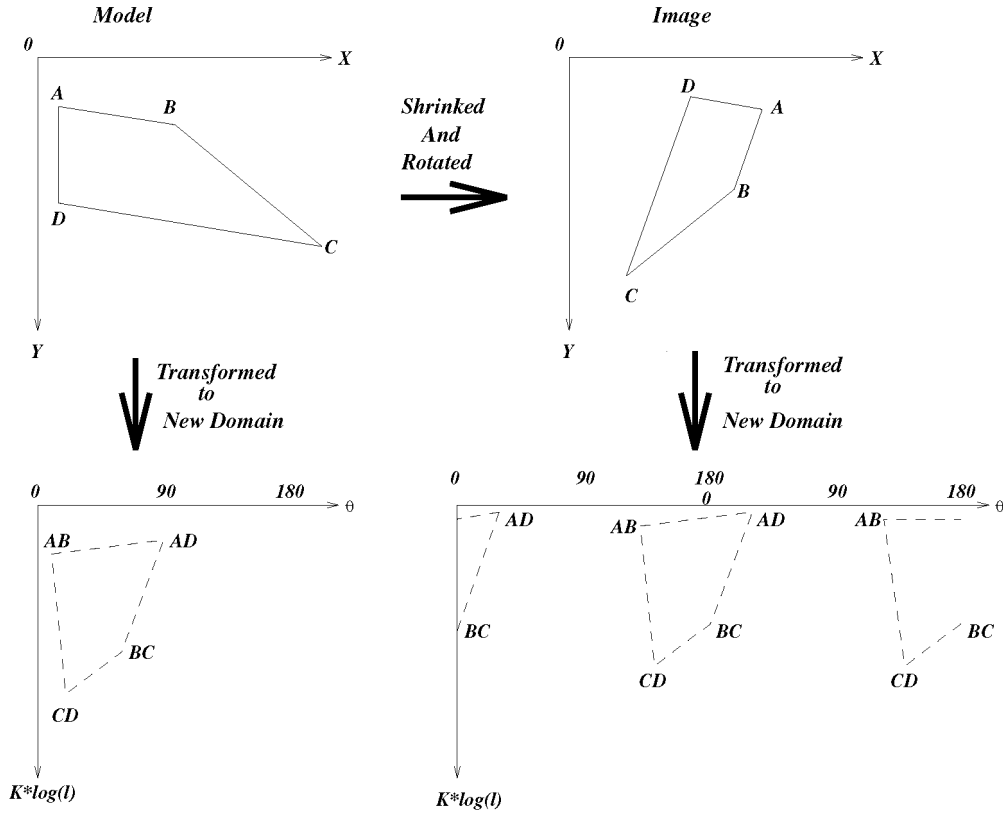 Model
Image
0
X
A
B
D
C
Y
Shrinked
And
Rotated
0
X
D
A
B
C
Y
Transformed
to
New Domain
Transformed
to
New Domain
0 90 180
θ
AB
AD
BC
CD
K*log(l)
0 90 180 90 180
0
θ
AD
AB
AD
AB
BC
BC
BC
CD
CD
K*log(l)